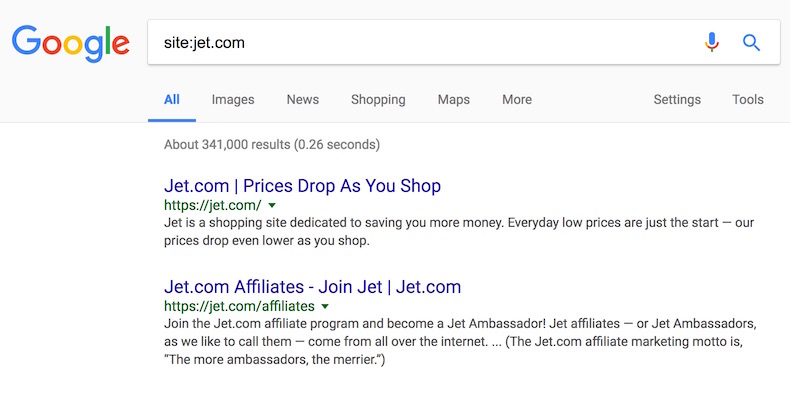 Google
site:jet.com
All Images News Shopping Maps More Settings Tools
About 341,000 results (0.26 seconds)
Jet.com | Prices Drop As You Shop
https://jet.com/
Jet is a shopping site dedicated to saving you more money. Everyday low prices are just the start — our
prices drop even lower as you shop.
Jet.com Affiliates - Join Jet | Jet.com
https://jet.com/affiliates
Join the Jet.com affiliate program and become a Jet Ambassador! Jet affiliates — or Jet Ambassadors,
as we like to call them — come from all over the internet. ... (The Jet.com affiliate marketing motto is,
“The more ambassadors, the merrier.”)